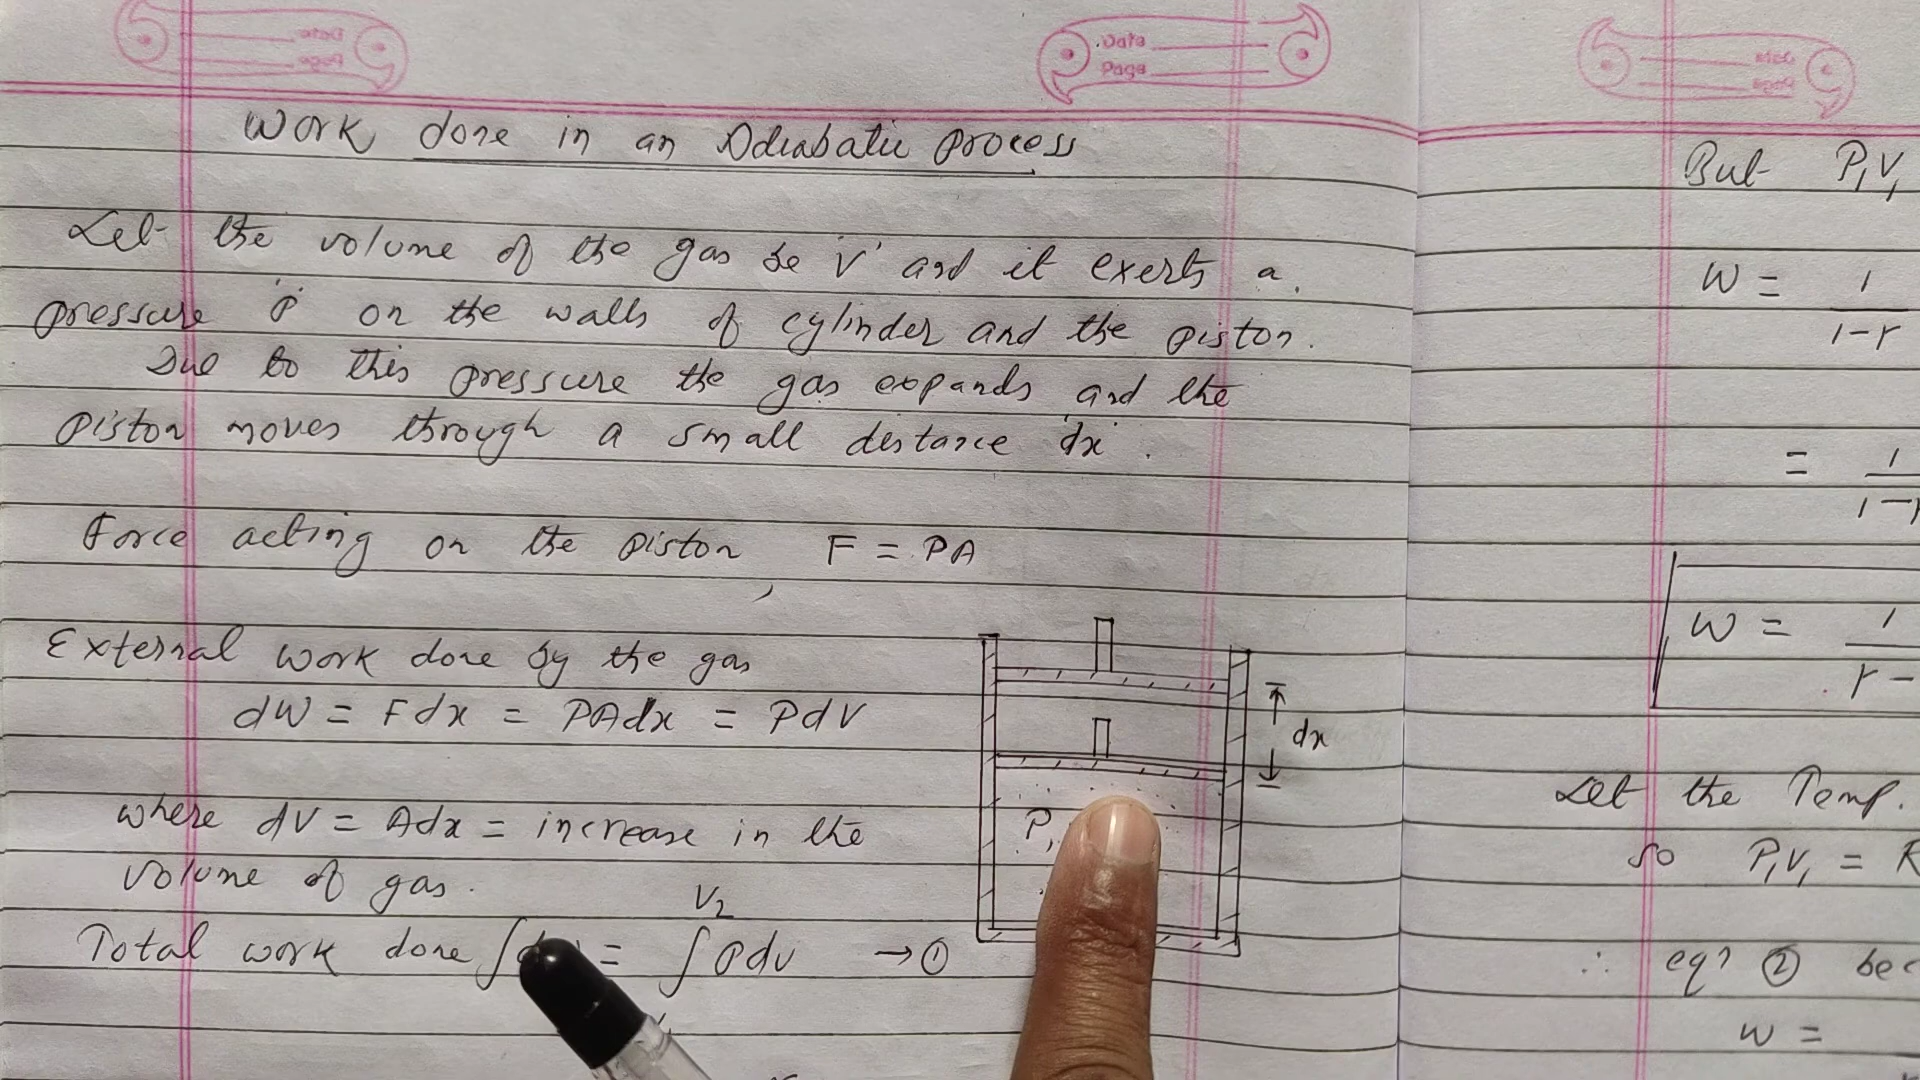 Date
Page
Work done in an Adiabatic process
Let the volume of the gas be 'V' and it exerts a
pressure 'P' on the walls of cylinder and the piston.
Due to this pressure the gas expands and the
piston moves through a small distance 'dx'.
Force acting on the piston, F = PA
External work done by the gas
dW = Fdx = PAdx = PdV
where dV = Adx = increase in the
volume of gas.
V2
Total work done ∫ = ∫ Pdv → ①
dx
P1
But P1V1
W = 1
1-r
= 1
1-
W = 1
r-
Let the Temp.
so P1V1 = R
∴ eqn ②
W =